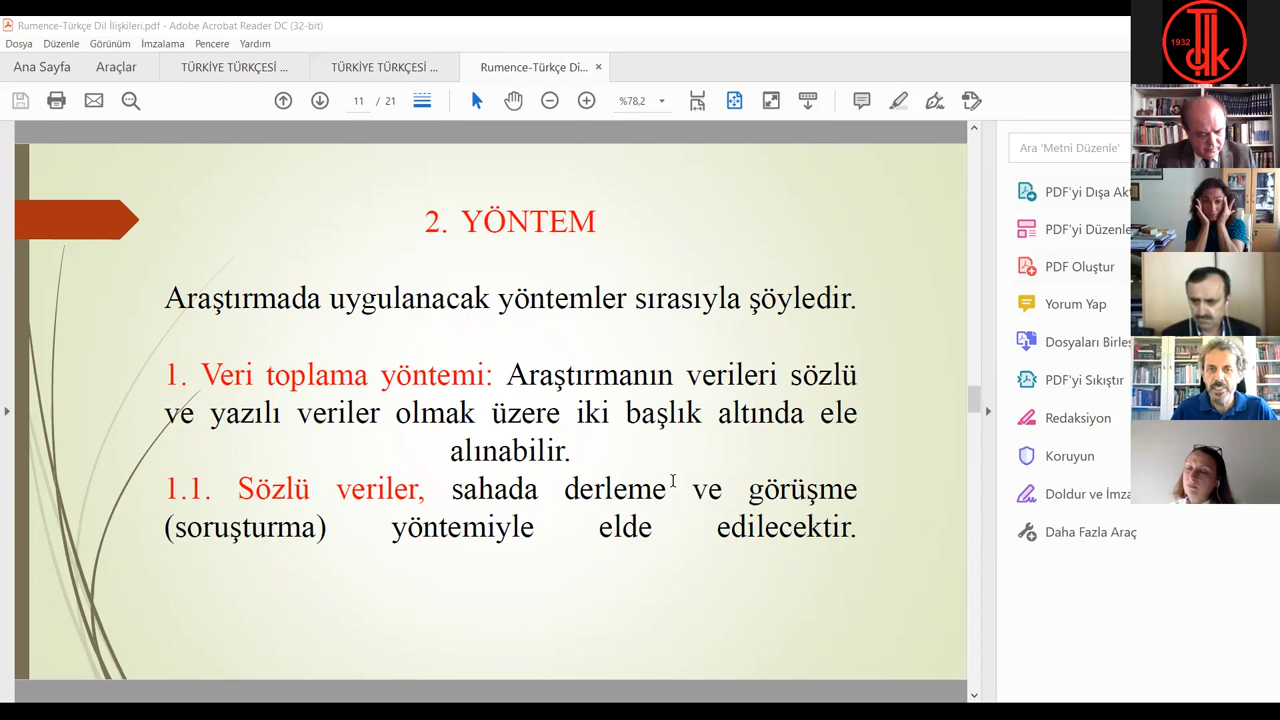 Rumence-Türkçe Dil İlişkileri.pdf - Adobe Acrobat Reader DC (32-bit)
Dosya Düzenle Görünüm İmzalama Pencere Yardım
Ana Sayfa Araçlar TÜRKİYE TÜRKÇESİ ... TÜRKİYE TÜRKÇESİ ... Rumence-Türkçe Di... ×
11 / 21 %78,2
1932 TDK
Ara 'Metni Düzenle'
PDF'yi Dışa Akt
PDF'yi Düzenle
PDF Oluştur
Yorum Yap
Dosyaları Birleş
PDF'yi Sıkıştır
Redaksiyon
Koruyun
Doldur ve İmza
Daha Fazla Araç
2. YÖNTEM
Araştırmada uygulanacak yöntemler sırasıyla şöyledir.
1. Veri toplama yöntemi: Araştırmanın verileri sözlü
ve yazılı veriler olmak üzere iki başlık altında ele
alınabilir.
1.1. Sözlü veriler, sahada derleme ve görüşme
(soruşturma) yöntemiyle elde edilecektir.